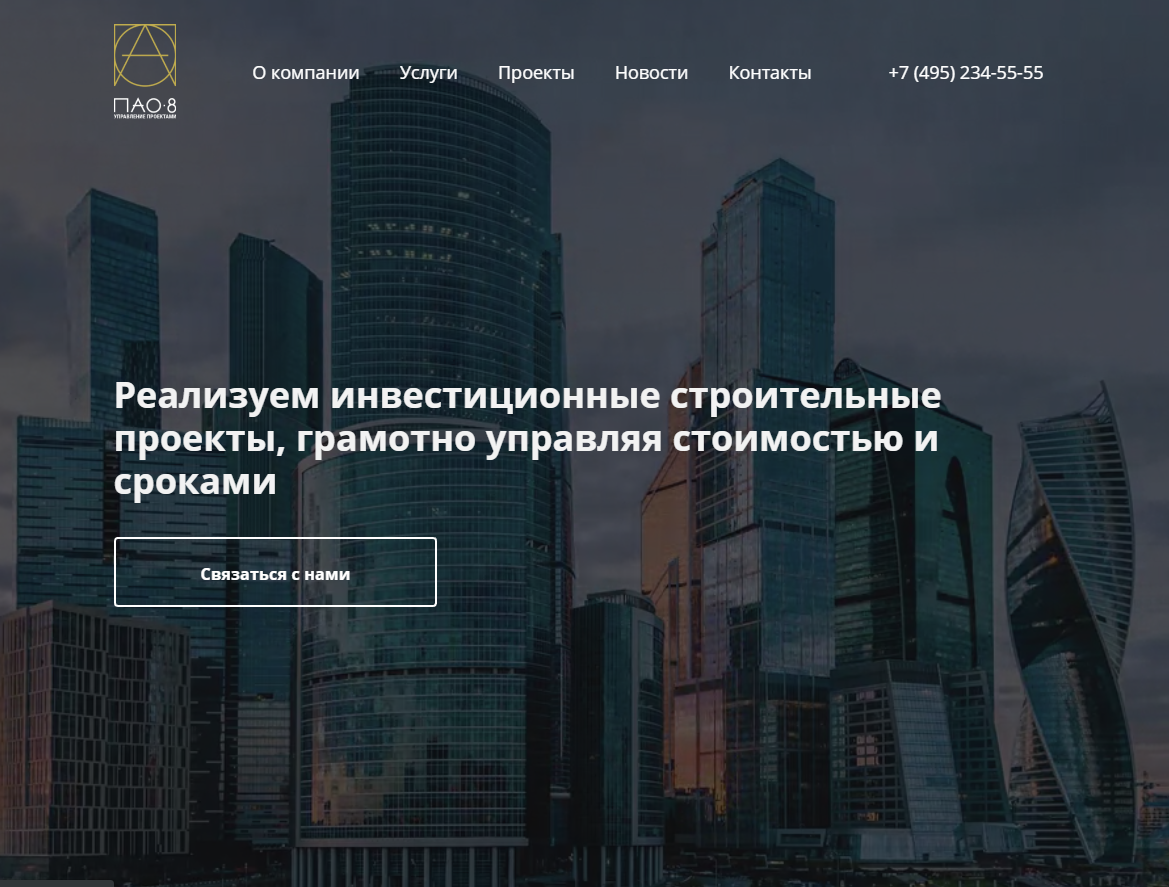 ПАО·8
УПРАВЛЕНИЕ ПРОЕКТАМИ
О компании
Услуги
Проекты
Новости
Контакты
+7 (495) 234-55-55
Реализуем инвестиционные строительные
проекты, грамотно управляя стоимостью и
сроками
Связаться с нами